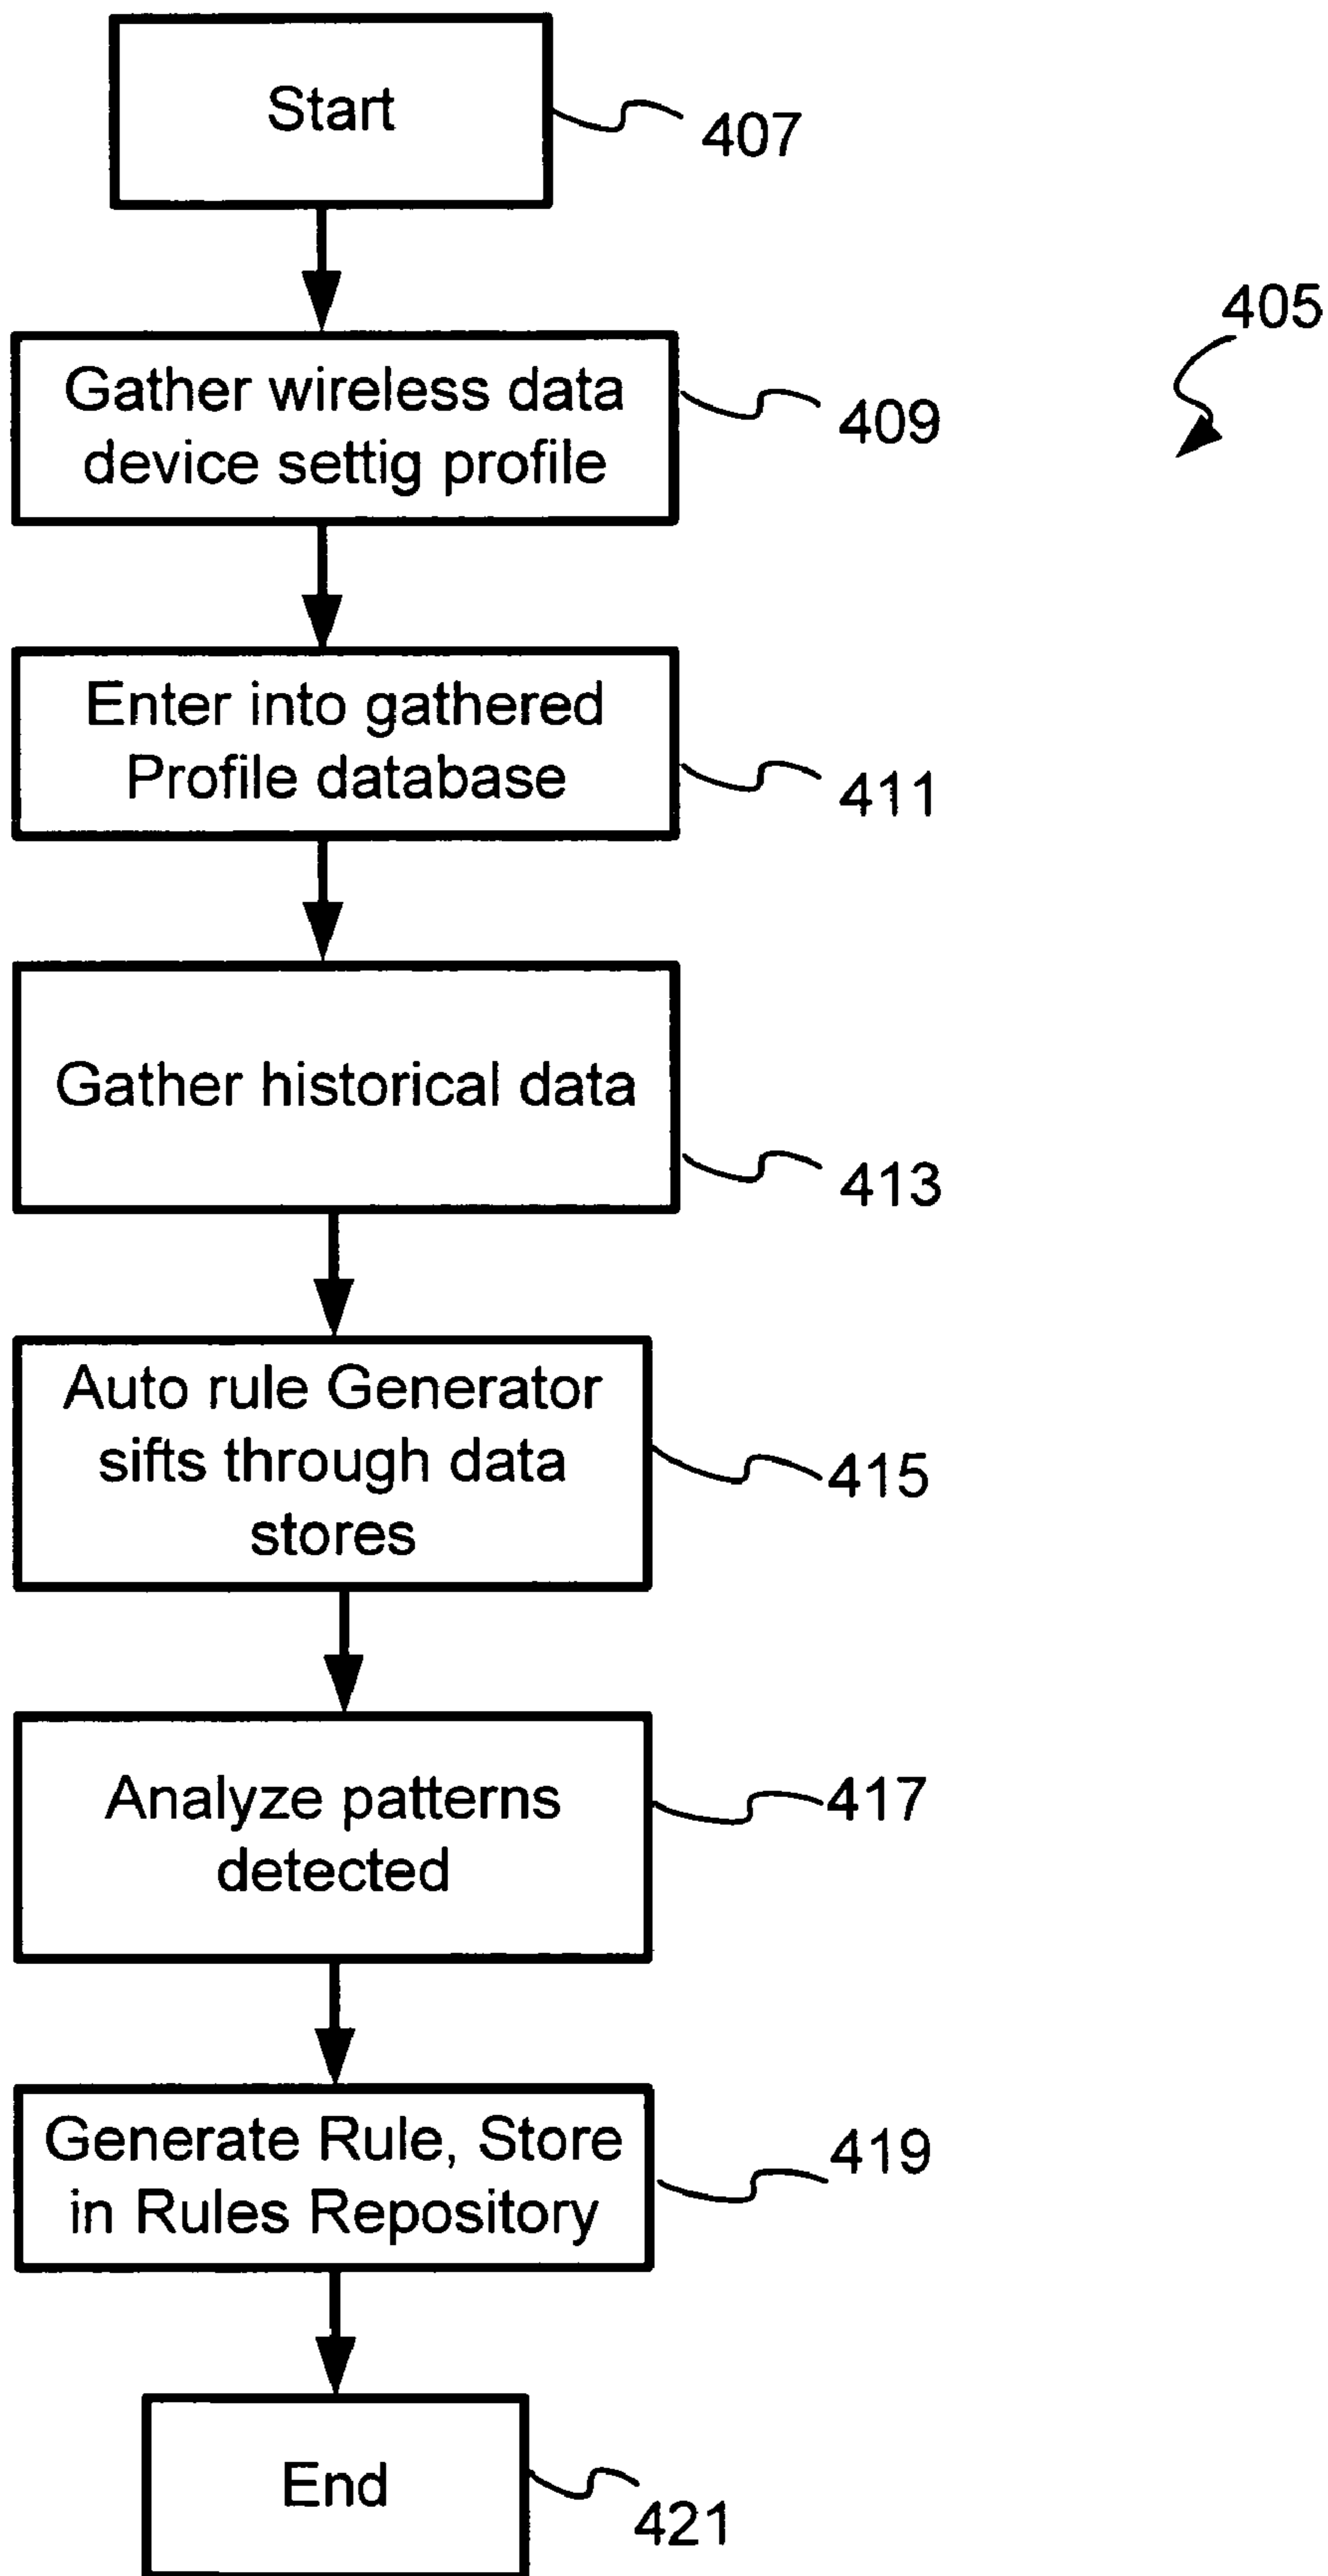 Start
407
405
Gather wireless data
device settig profile
409
Enter into gathered
Profile database
411
Gather historical data
413
Auto rule Generator
sifts through data
stores
415
Analyze patterns
detected
417
Generate Rule, Store
in Rules Repository
419
End
421